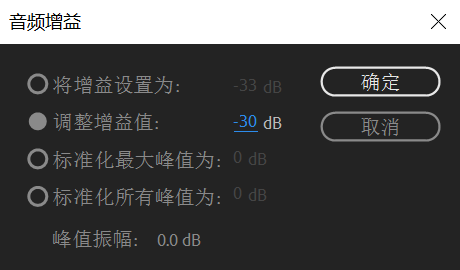 音频增益
将增益设置为: -33 dB 确定
调整增益值: -30 dB 取消
标准化最大峰值为: 0 dB
标准化所有峰值为: 0 dB
峰值振幅: 0.0 dB